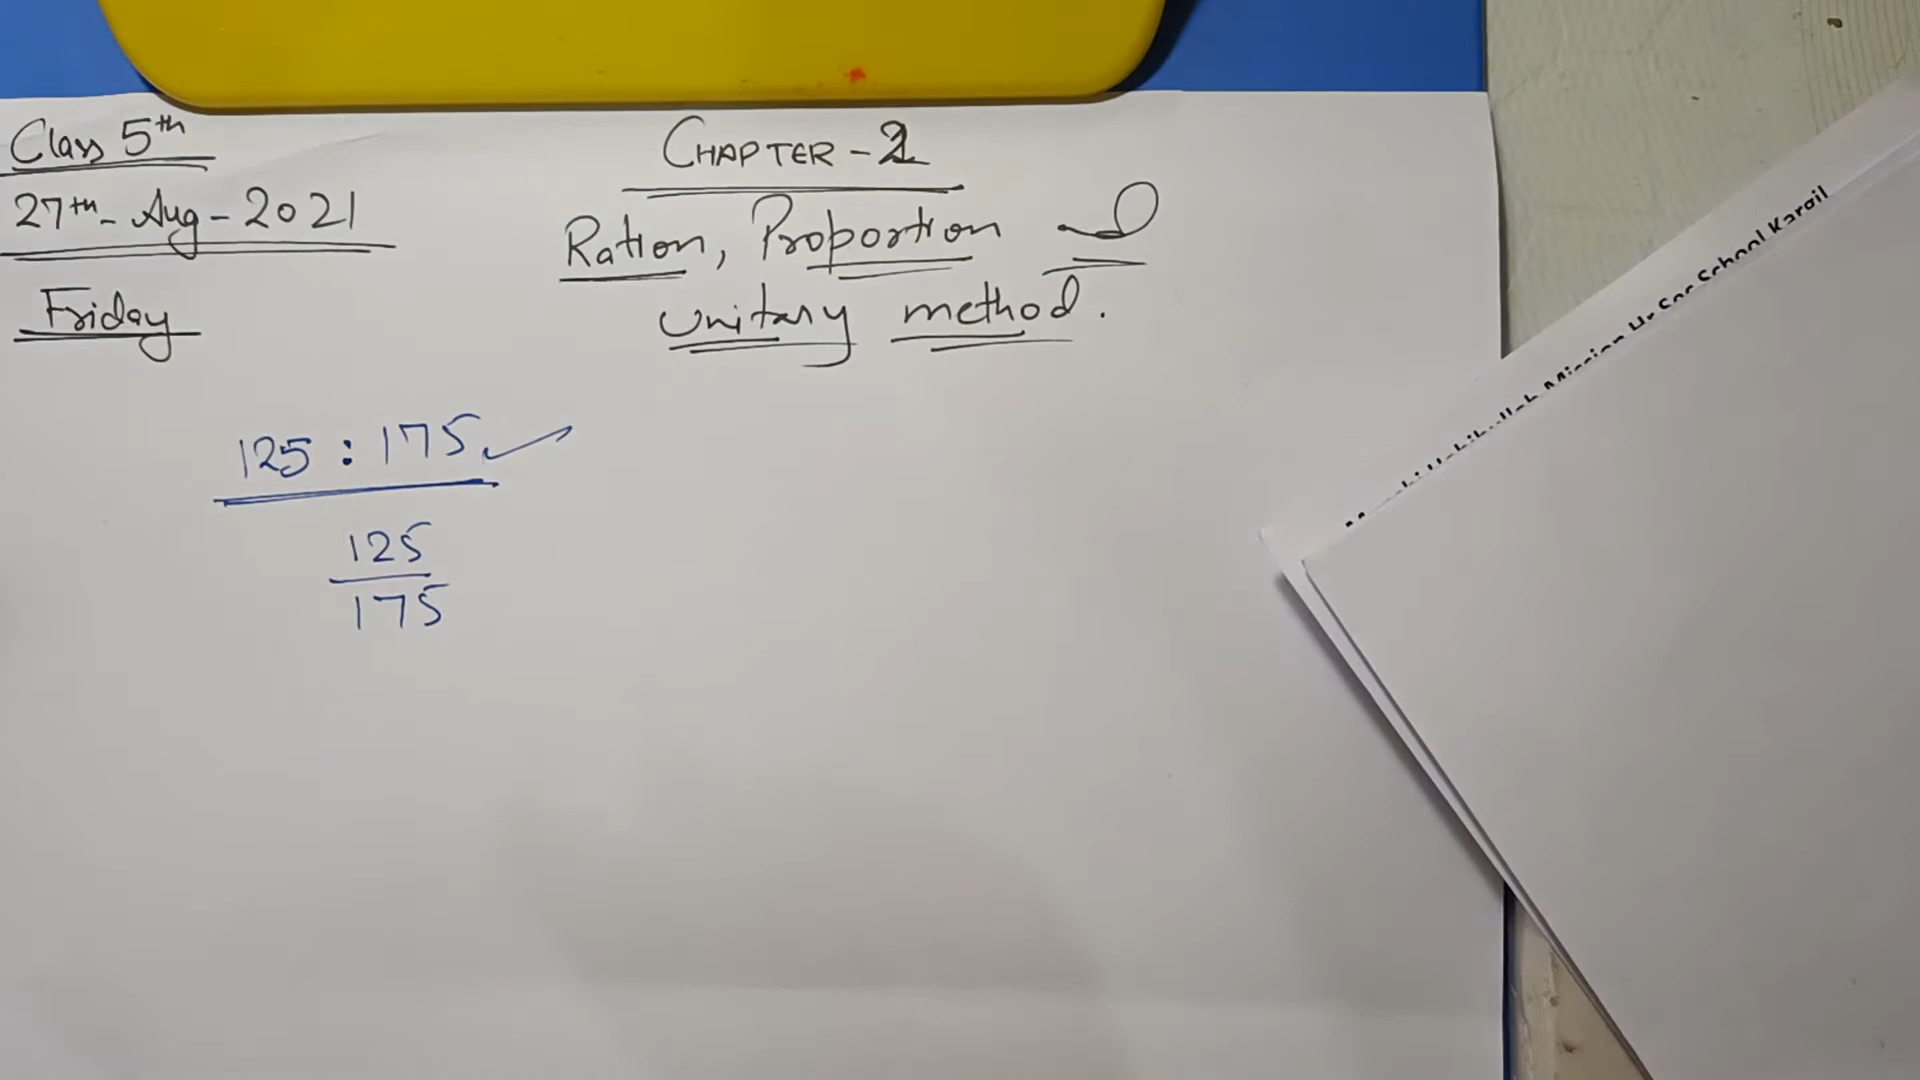 Class 5th
27th- Aug - 2021
Friday
CHAPTER - 2
Ration, Proportion
unitary method.
125 : 175
125
175
School Kargil